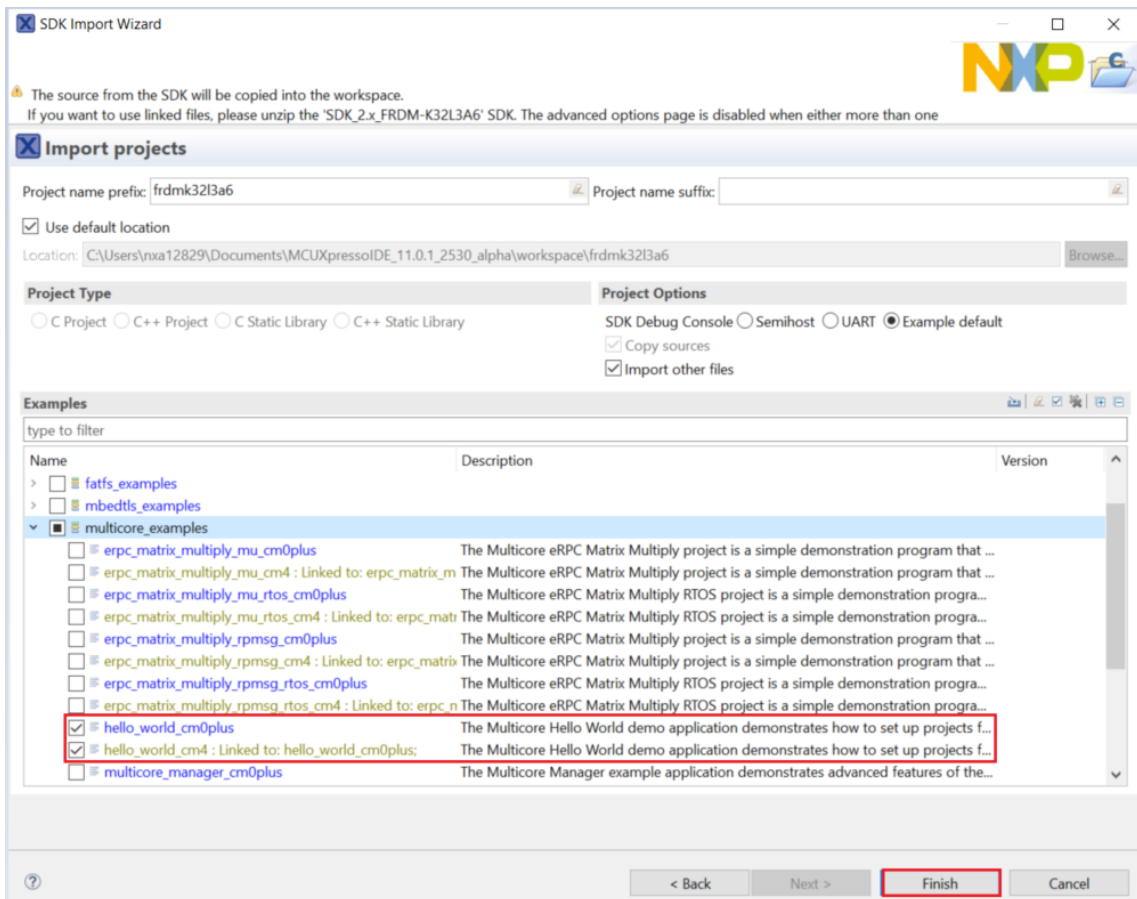 SDK Import Wizard
NXP
The source from the SDK will be copied into the workspace.
If you want to use linked files, please unzip the 'SDK_2.x_FRDM-K32L3A6' SDK. The advanced options page is disabled when either more than one
Import projects
Project name prefix: frdmk32l3a6 Project name suffix:
Use default location
Location: C:\Users\nxa12829\Documents\MCUXpressoIDE_11.0.1_2530_alpha\workspace\frdmk32l3a6 Browse...
Project Type Project Options
C Project C++ Project C Static Library C++ Static Library SDK Debug Console Semihost UART Example default
Copy sources
Import other files
Examples
type to filter
Name Description Version
fatfs_examples
mbedtls_examples
multicore_examples
erpc_matrix_multiply_mu_cm0plus The Multicore eRPC Matrix Multiply project is a simple demonstration program that ...
erpc_matrix_multiply_mu_cm4 : Linked to: erpc_matrix_m The Multicore eRPC Matrix Multiply project is a simple demonstration program that ...
erpc_matrix_multiply_mu_rtos_cm0plus The Multicore eRPC Matrix Multiply RTOS project is a simple demonstration progra...
erpc_matrix_multiply_mu_rtos_cm4 : Linked to: erpc_matr The Multicore eRPC Matrix Multiply RTOS project is a simple demonstration progra...
erpc_matrix_multiply_rpmsg_cm0plus The Multicore eRPC Matrix Multiply project is a simple demonstration program that ...
erpc_matrix_multiply_rpmsg_cm4 : Linked to: erpc_matrix The Multicore eRPC Matrix Multiply project is a simple demonstration program that ...
erpc_matrix_multiply_rpmsg_rtos_cm0plus The Multicore eRPC Matrix Multiply RTOS project is a simple demonstration progra...
erpc_matrix_multiply_rpmsg_rtos_cm4 : Linked to: erpc_n The Multicore eRPC Matrix Multiply RTOS project is a simple demonstration progra...
hello_world_cm0plus The Multicore Hello World demo application demonstrates how to set up projects f...
hello_world_cm4 : Linked to: hello_world_cm0plus; The Multicore Hello World demo application demonstrates how to set up projects f...
multicore_manager_cm0plus The Multicore Manager example application demonstrates advanced features of the...
< Back Next > Finish Cancel